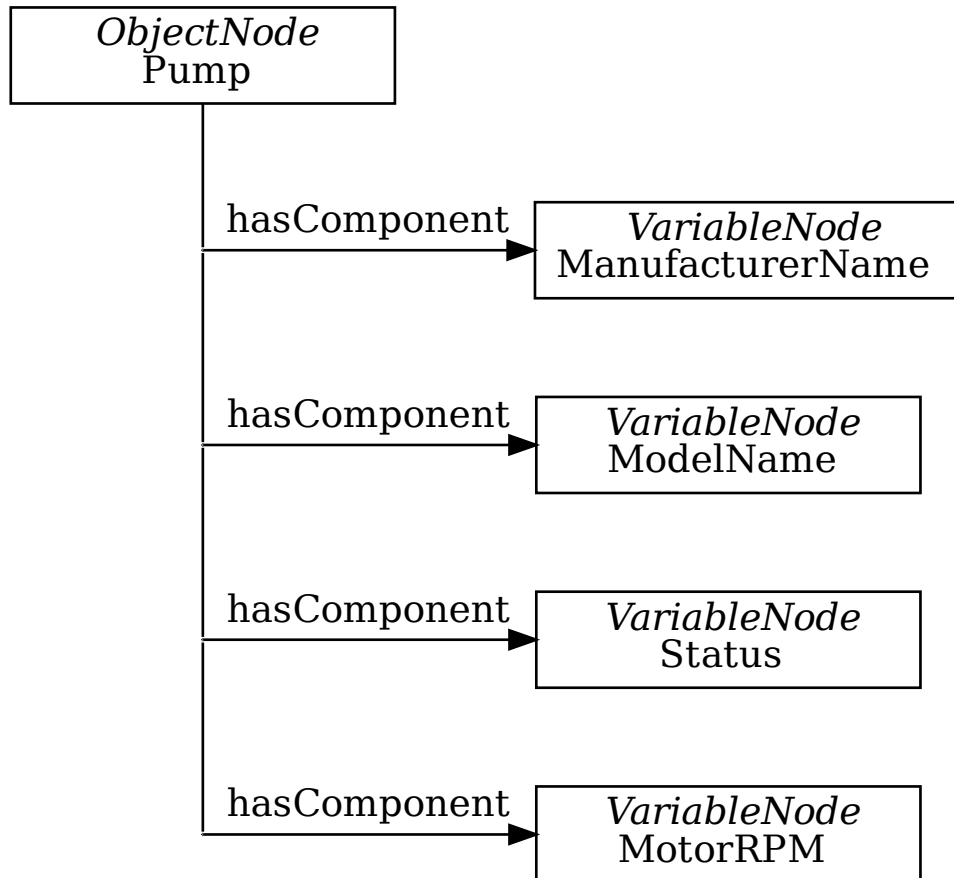 ObjectNode
Pump
hasComponent
VariableNode
ManufacturerName
hasComponent
VariableNode
ModelName
hasComponent
VariableNode
Status
hasComponent
VariableNode
MotorRPM